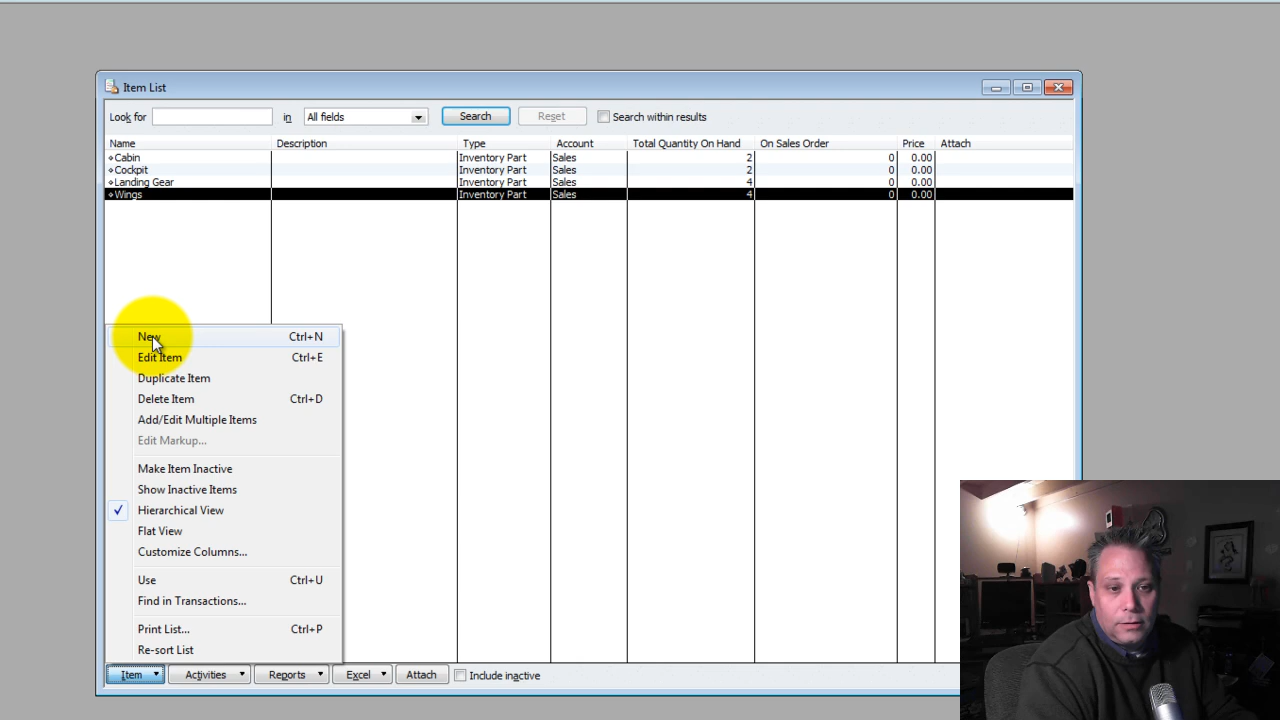 Item List
Look for in All fields Search Reset Search within results
Name Description Type Account Total Quantity On Hand On Sales Order Price Attach
Cabin Inventory Part Sales 2 0 0.00
Cockpit Inventory Part Sales 2 0 0.00
Landing Gear Inventory Part Sales 4 0 0.00
Wings Inventory Part Sales 4 0 0.00
New Ctrl+N
Edit Item Ctrl+E
Duplicate Item
Delete Item Ctrl+D
Add/Edit Multiple Items
Edit Markup...
Make Item Inactive
Show Inactive Items
Hierarchical View
Flat View
Customize Columns...
Use Ctrl+U
Find in Transactions...
Print List... Ctrl+P
Re-sort List
Item Activities Reports Excel Attach Include inactive